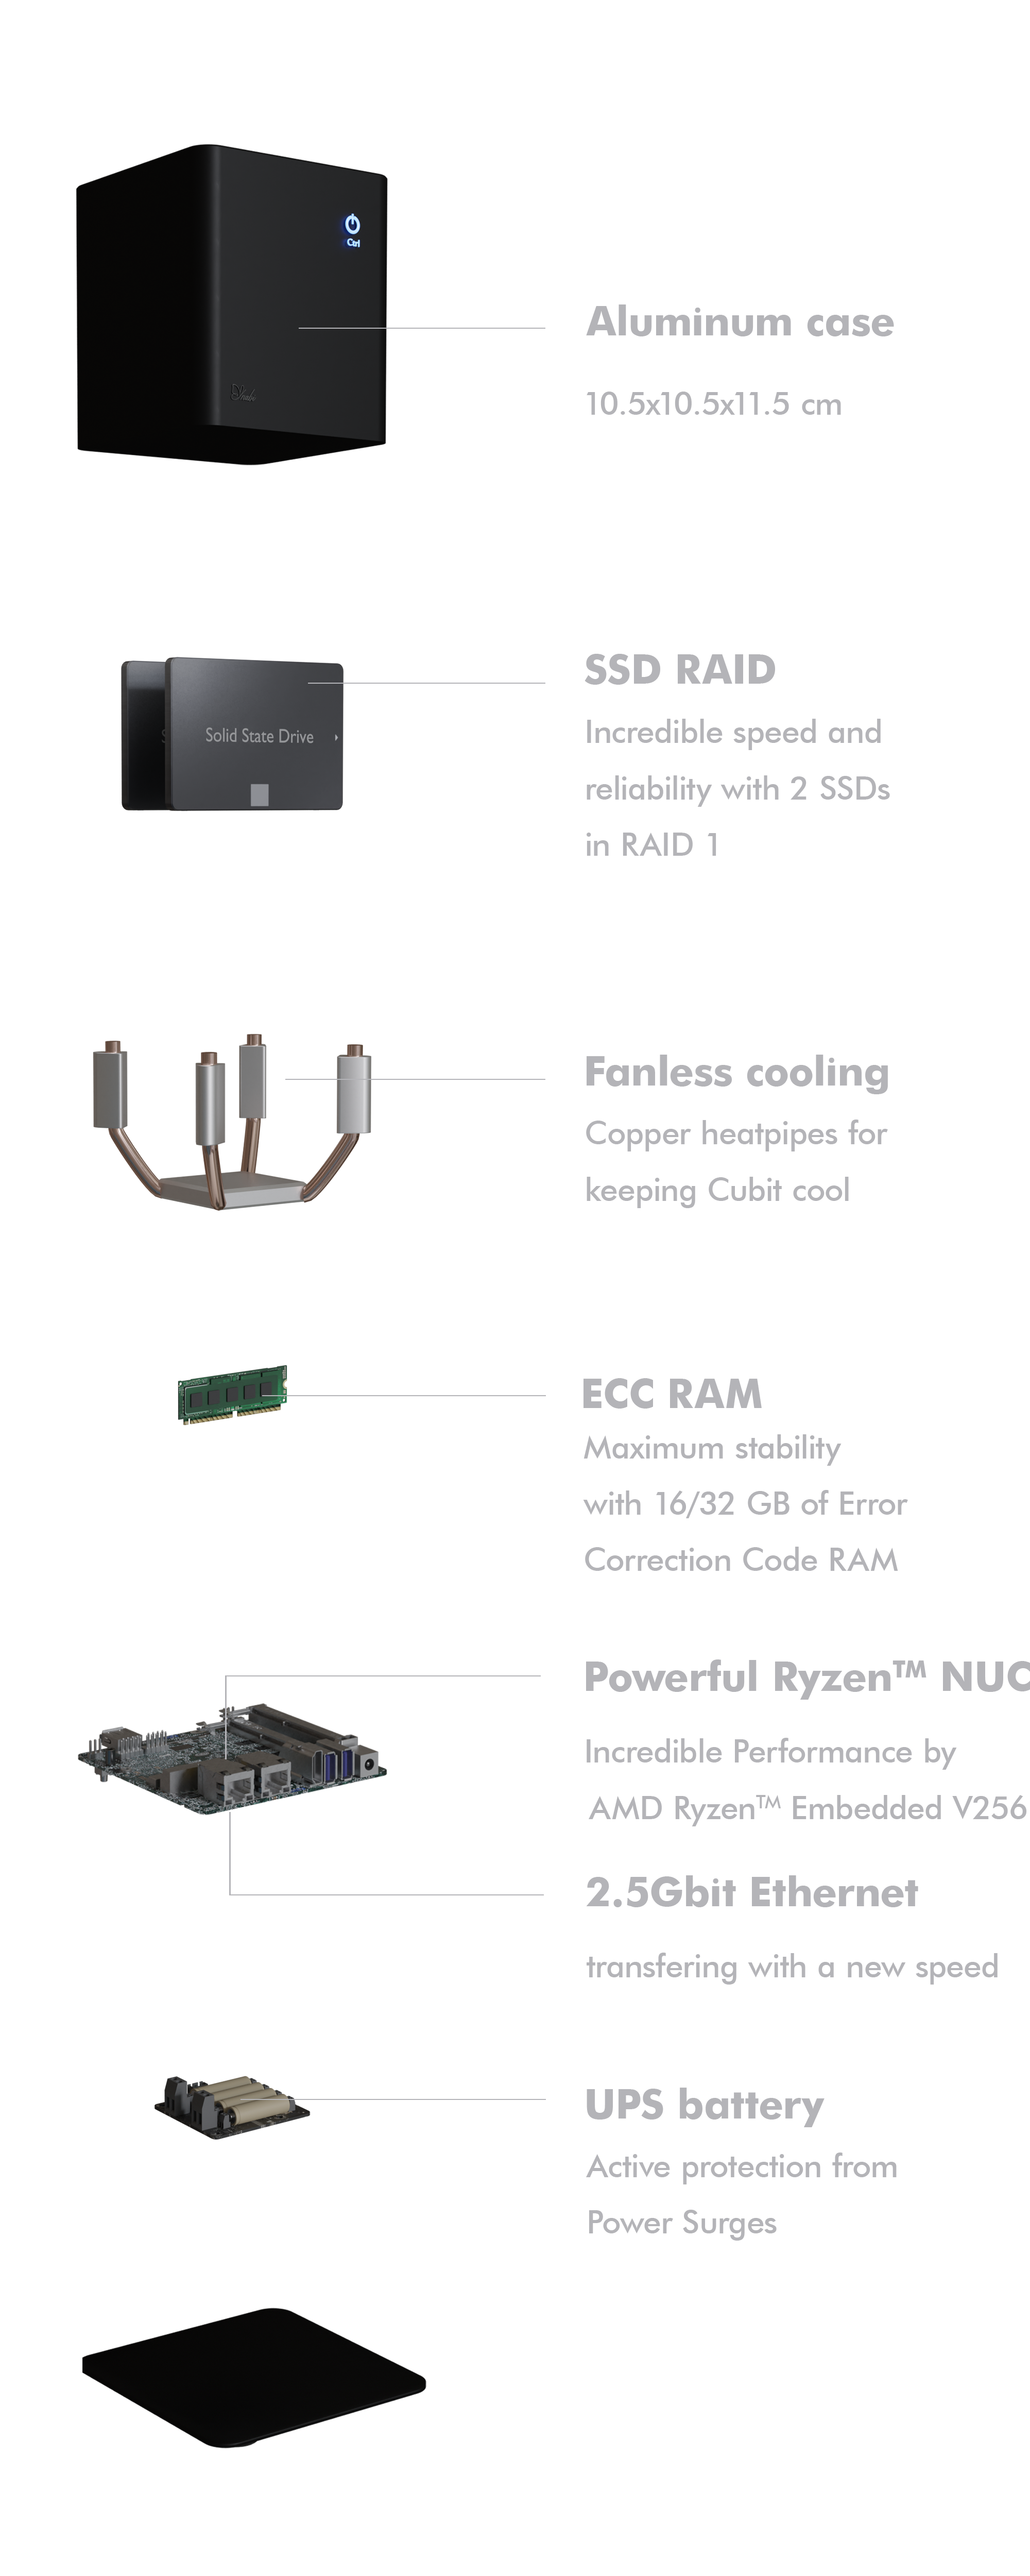 Ctrl
Aluminum case
10.5x10.5x11.5 cm
SSD RAID
Solid State Drive
Incredible speed and
reliability with 2 SSDs
in RAID 1
Fanless cooling
Copper heatpipes for
keeping Cubit cool
ECC RAM
Maximum stability
with 16/32 GB of Error
Correction Code RAM
Powerful Ryzen™ NUC
Incredible Performance by
AMD Ryzen™ Embedded V256
2.5Gbit Ethernet
transfering with a new speed
UPS battery
Active protection from
Power Surges